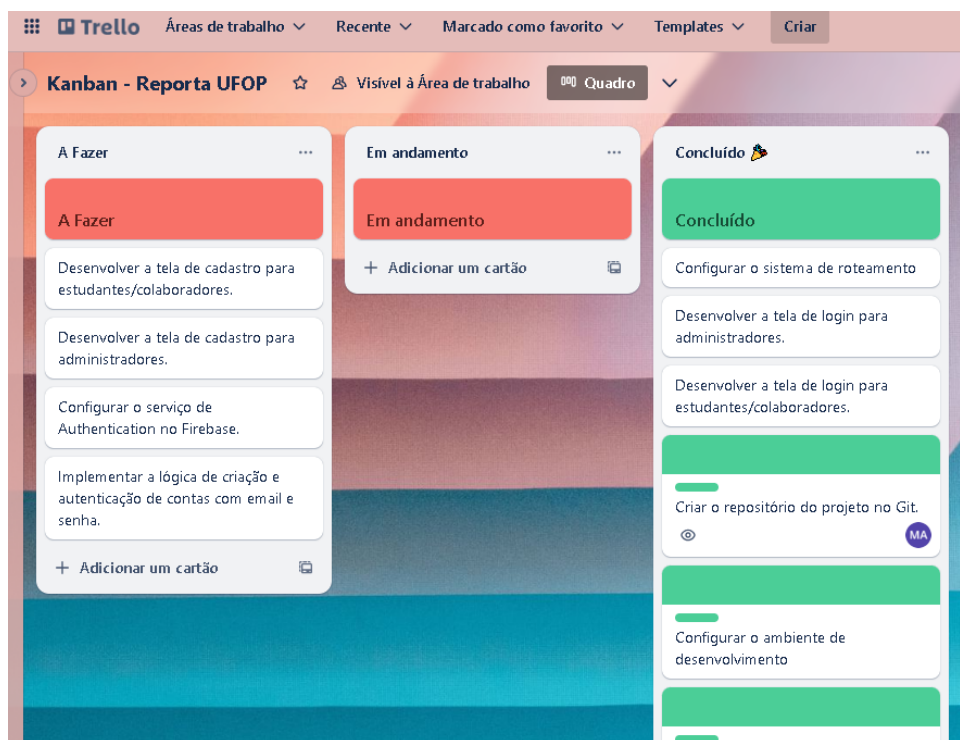 Trello Áreas de trabalho Recente Marcado como favorito Templates Criar
Kanban - Reporta UFOP Visível à Área de trabalho Quadro
A Fazer
A Fazer
Desenvolver a tela de cadastro para
estudantes/colaboradores.
Desenvolver a tela de cadastro para
administradores.
Configurar o serviço de
Authentication no Firebase.
Implementar a lógica de criação e
autenticação de contas com email e
senha.
+ Adicionar um cartão
Em andamento
Em andamento
+ Adicionar um cartão
Concluído 🎉
Concluído
Configurar o sistema de roteamento
Desenvolver a tela de login para
administradores.
Desenvolver a tela de login para
estudantes/colaboradores.
Criar o repositório do projeto no Git.
MA
Configurar o ambiente de
desenvolvimento